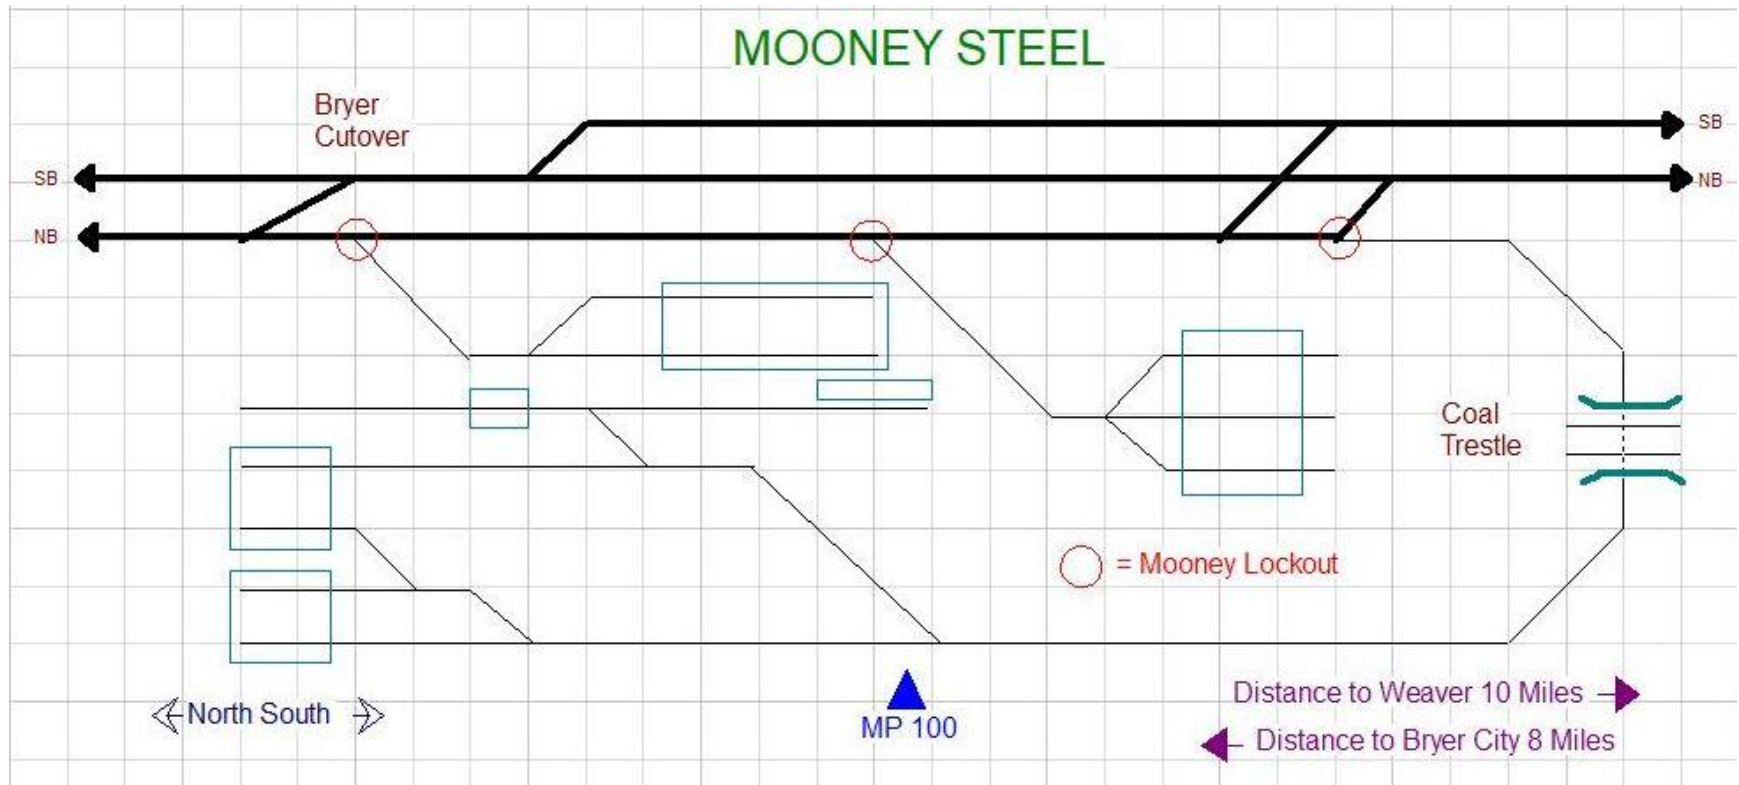 MOONEY STEEL
Bryer
Cutover
SB
SB
NB
NB
Coal
Trestle
= Mooney Lockout
North South
MP 100
Distance to Weaver 10 Miles
Distance to Bryer City 8 Miles